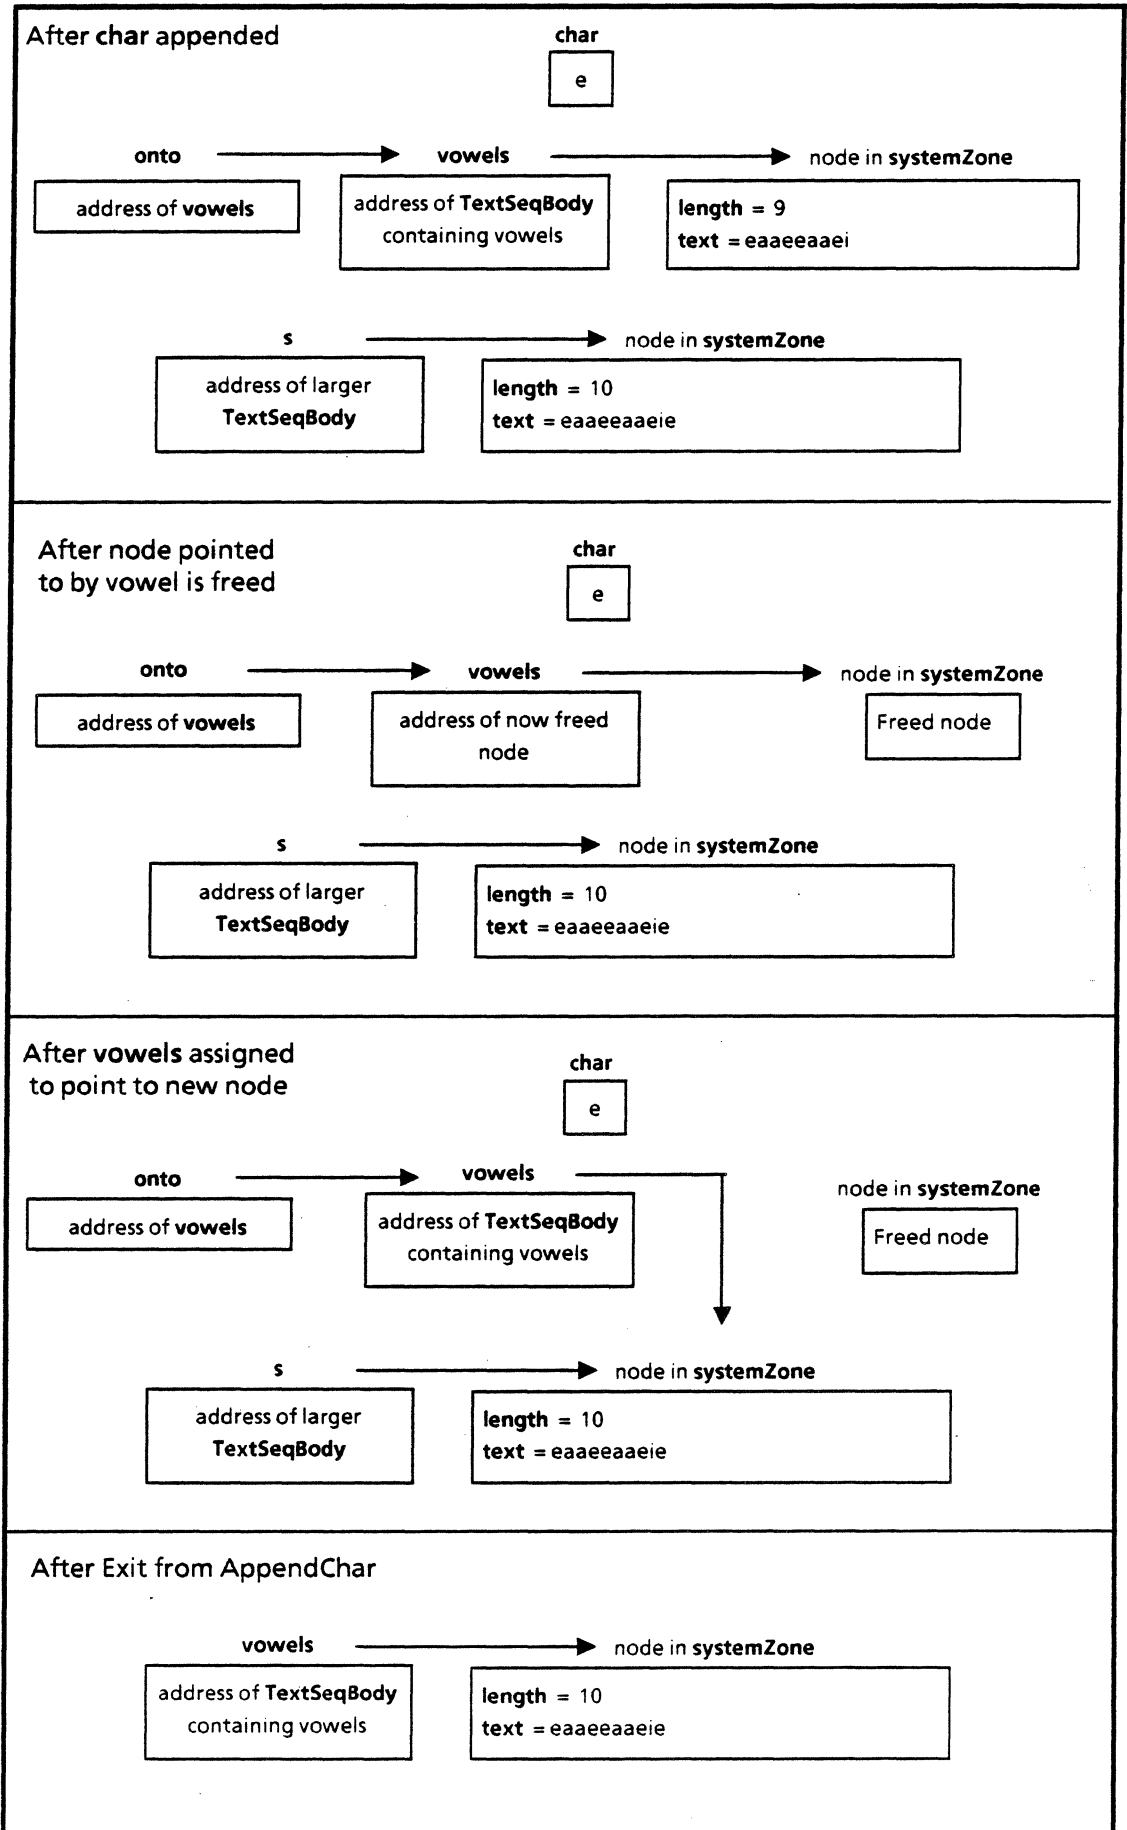 After char appended
char
e
onto
vowels
node in systemZone
address of vowels
address of TextSeqBody
containing vowels
length = 9
text = eaaeeaaei
s
node in systemZone
address of larger
TextSeqBody
length = 10
text = eaaeeaaeie
After node pointed
to by vowel is freed
char
e
onto
vowels
node in systemZone
address of vowels
address of now freed
node
Freed node
s
node in systemZone
address of larger
TextSeqBody
length = 10
text = eaaeeaaeie
After vowels assigned
to point to new node
char
e
onto
vowels
node in systemZone
address of vowels
address of TextSeqBody
containing vowels
Freed node
s
node in systemZone
address of larger
TextSeqBody
length = 10
text = eaaeeaaeie
After Exit from AppendChar
vowels
node in systemZone
address of TextSeqBody
containing vowels
length = 10
text = eaaeeaaeie